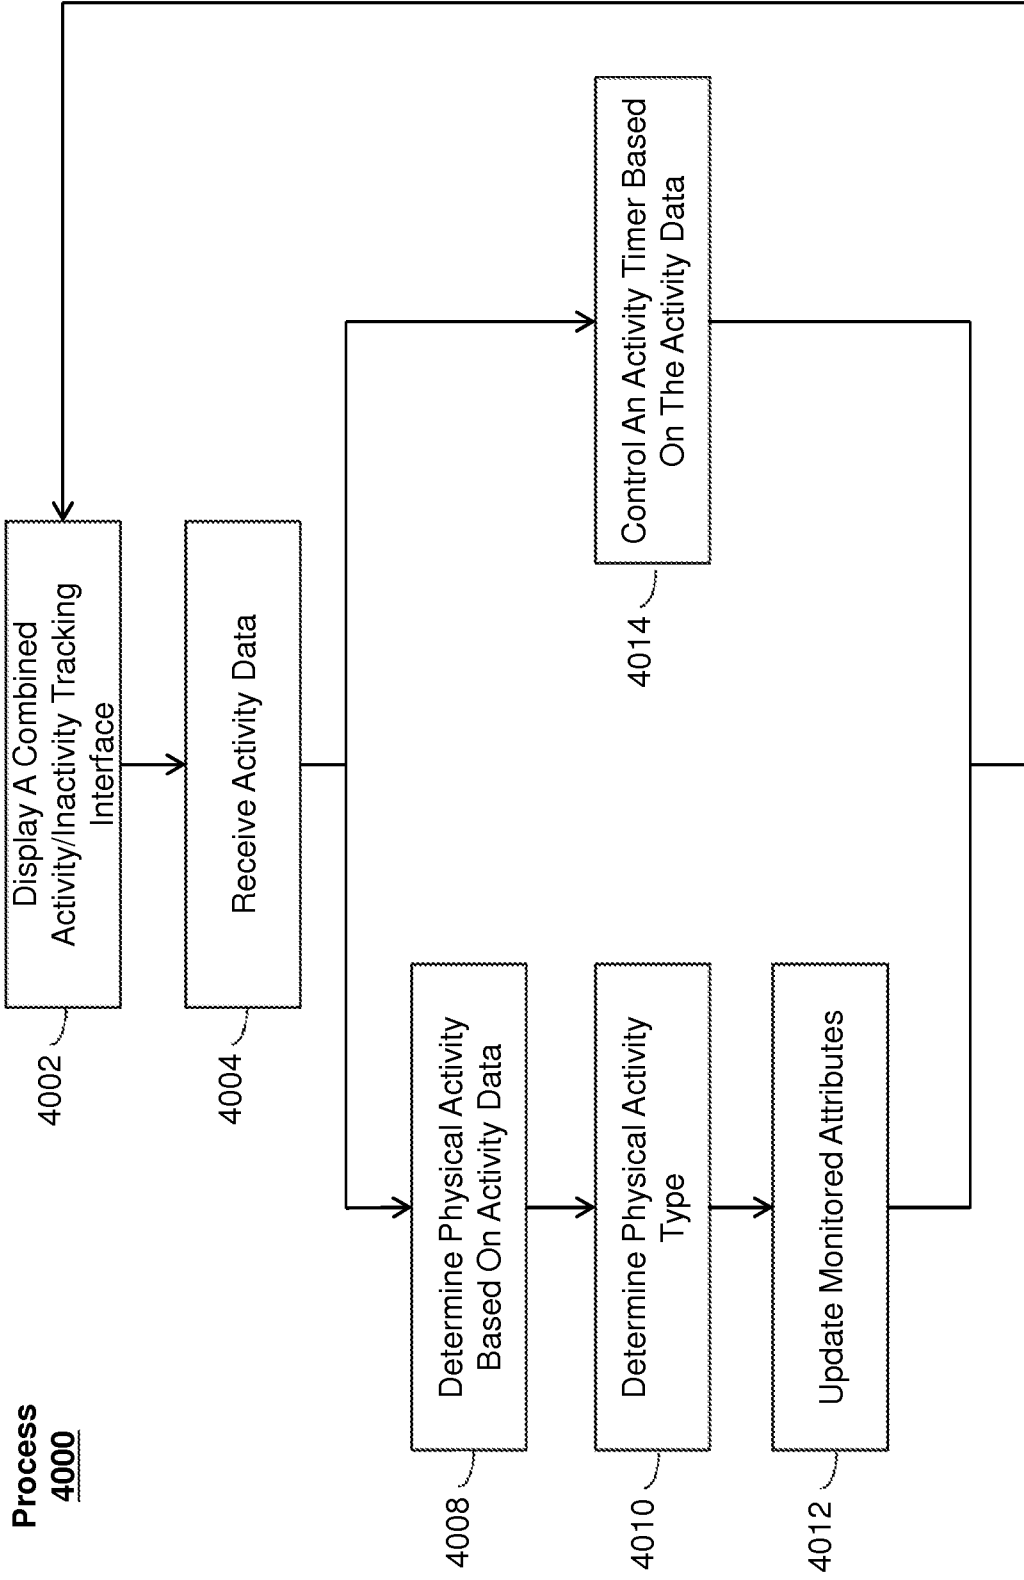 Process
4000
4002
Display A Combined
Activity/Inactivity Tracking
Interface
4004
Receive Activity Data
4008
Determine Physical Activity
Based On Activity Data
4010
Determine Physical Activity
Type
4012
Update Monitored Attributes
4014
Control An Activity Timer Based
On The Activity Data